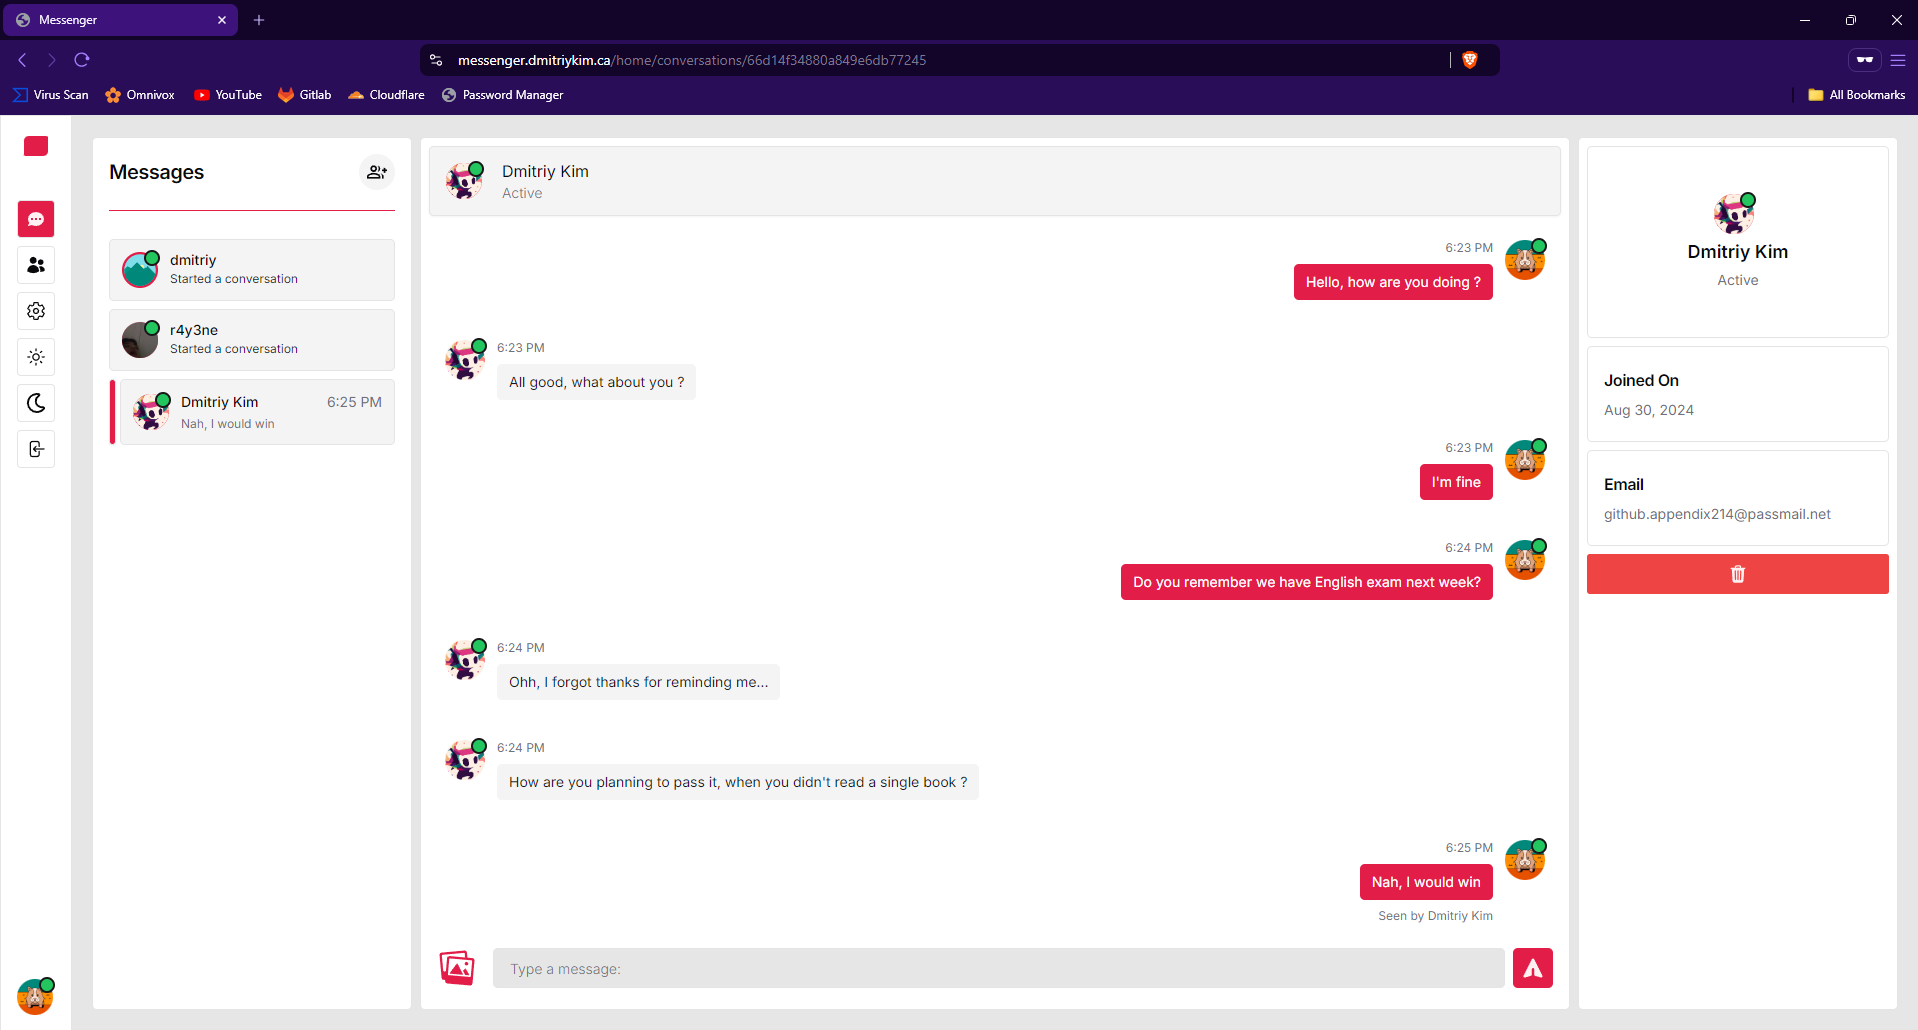 Messenger
messenger.dmitriykim.ca/home/conversations/66d14f34880a849e6db77245
Virus Scan
Omnivox
YouTube
Gitlab
Cloudflare
Password Manager
All Bookmarks
Messages
dmitriy
Started a conversation
r4y3ne
Started a conversation
Dmitriy Kim 6:25 PM
Nah, I would win
Dmitriy Kim
Active
6:23 PM
Hello, how are you doing ?
6:23 PM
All good, what about you ?
6:23 PM
I'm fine
6:24 PM
Do you remember we have English exam next week?
6:24 PM
Ohh, I forgot thanks for reminding me...
6:24 PM
How are you planning to pass it, when you didn't read a single book ?
6:25 PM
Nah, I would win
Seen by Dmitriy Kim
Type a message:
Dmitriy Kim
Active
Joined On
Aug 30, 2024
Email
github.appendix214@passmail.net